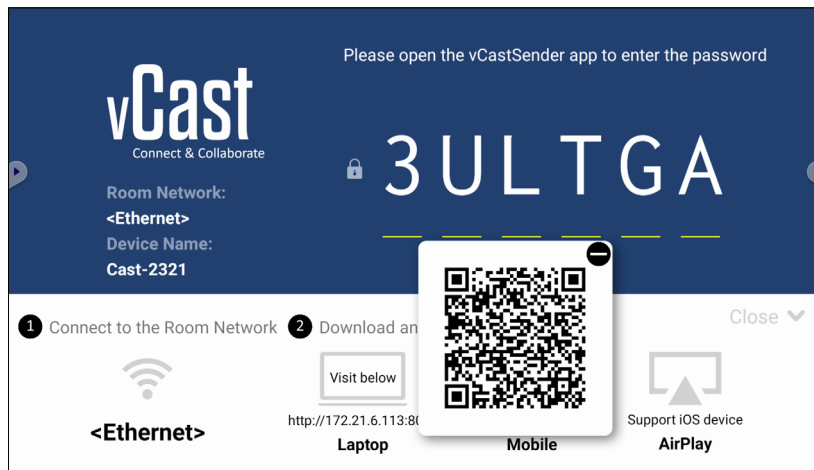 Please open the vCastSender app to enter the password
vCast
Connect & Collaborate
3ULTGA
Room Network:
<Ethernet>
Device Name:
Cast-2321
1 Connect to the Room Network
2 Download an
Close
Visit below
http://172.21.6.113:80
Support iOS device
<Ethernet>
Laptop
Mobile
AirPlay